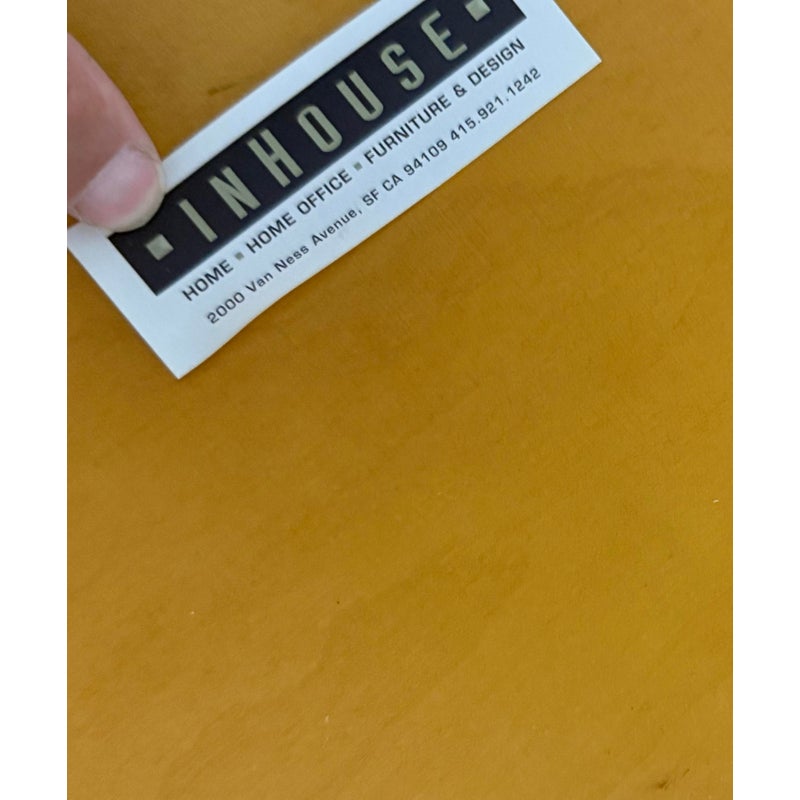 INHOUSE
HOME ▪ HOME OFFICE ▪ FURNITURE & DESIGN
2000 Van Ness Avenue, SF CA 94109 415.921.1242